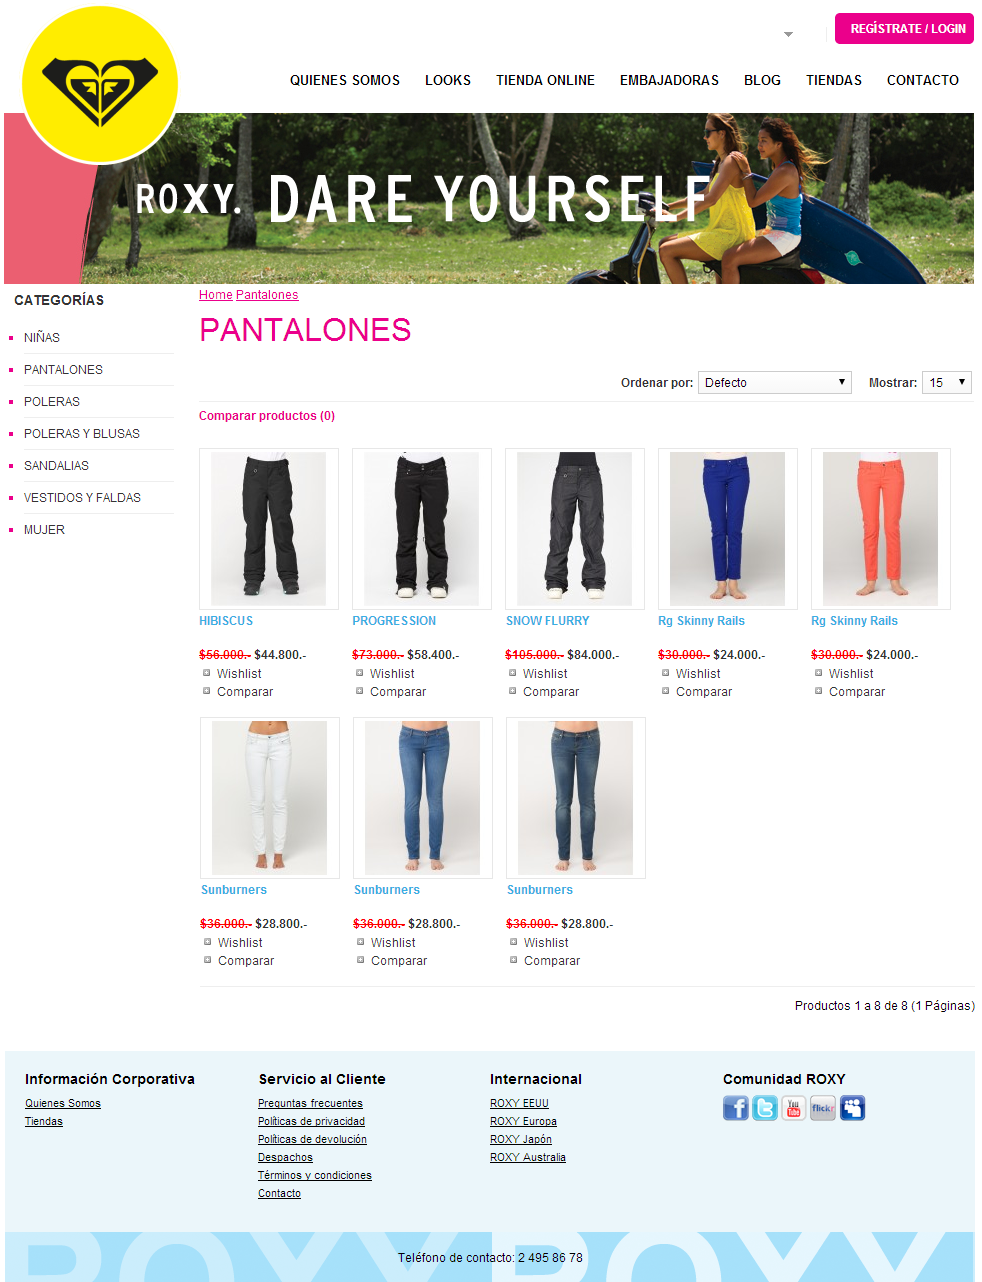 REGÍSTRATE / LOGIN
QUIENES SOMOS LOOKS TIENDA ONLINE EMBAJADORAS BLOG TIENDAS CONTACTO
ROXY. DARE YOURSELF
CATEGORÍAS
NIÑAS
PANTALONES
POLERAS
POLERAS Y BLUSAS
SANDALIAS
VESTIDOS Y FALDAS
MUJER
Home Pantalones
PANTALONES
Ordenar por: Defecto Mostrar: 15
Comparar productos (0)
HIBISCUS PROGRESSION SNOW FLURRY Rg Skinny Rails Rg Skinny Rails
$56.000.- $44.800.- $73.000.- $58.400.- $105.000.- $84.000.- $30.000.- $24.000.- $30.000.- $24.000.-
Wishlist Wishlist Wishlist Wishlist Wishlist
Comparar Comparar Comparar Comparar Comparar
Sunburners Sunburners Sunburners
$36.000.- $28.800.- $36.000.- $28.800.- $36.000.- $28.800.-
Wishlist Wishlist Wishlist
Comparar Comparar Comparar
Productos 1 a 8 de 8 (1 Páginas)
Información Corporativa
Quienes Somos
Tiendas
Servicio al Cliente
Preguntas frecuentes
Políticas de privacidad
Políticas de devolución
Despachos
Términos y condiciones
Contacto
Internacional
ROXY EEUU
ROXY Europa
ROXY Japón
ROXY Australia
Comunidad ROXY
f t You Tube flickr
ROXY ROXY
Teléfono de contacto: 2 495 86 78